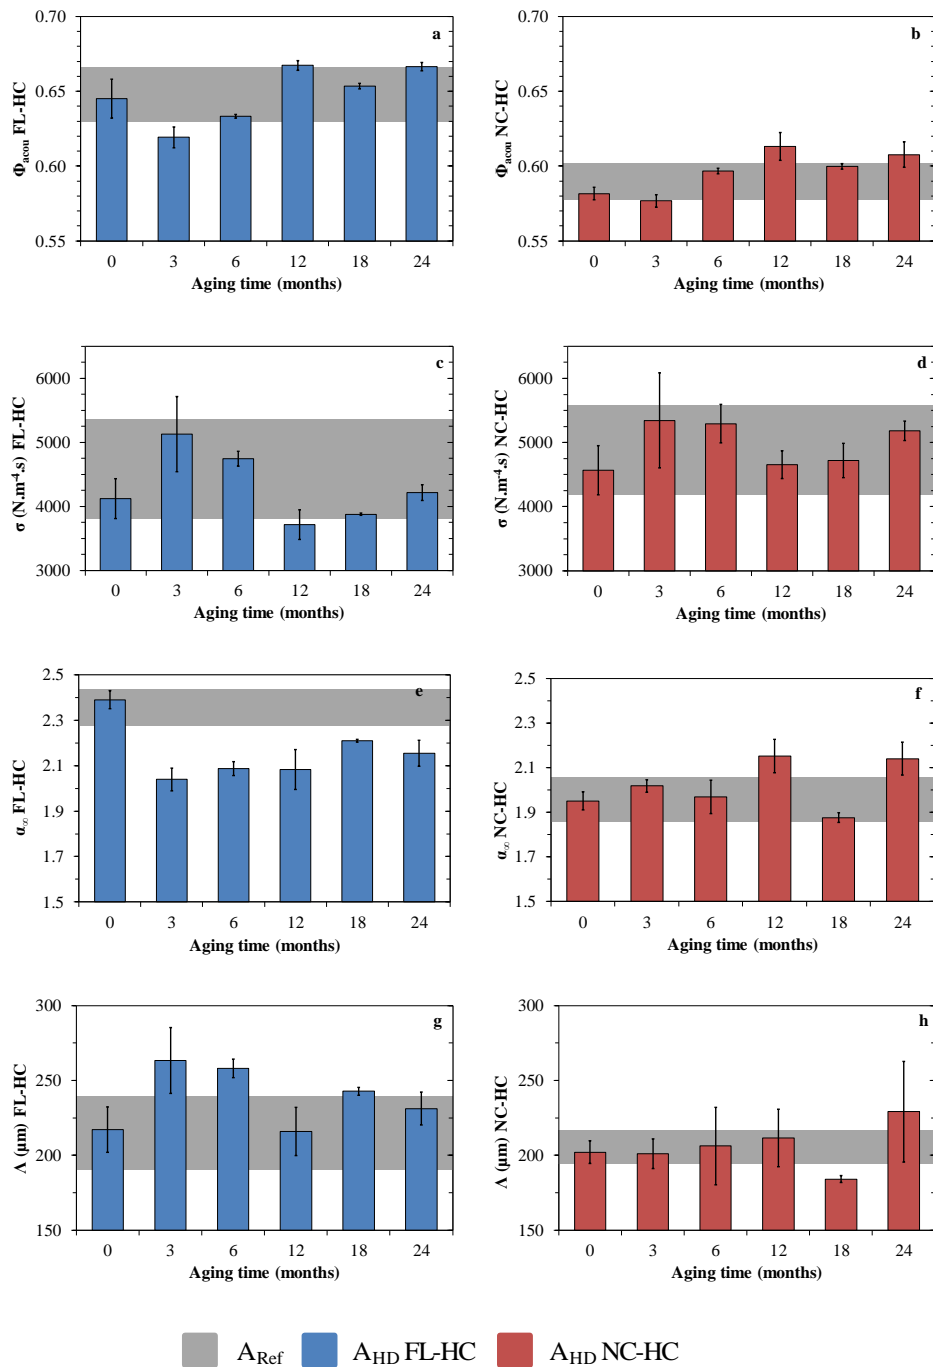 0.70
0.65
0.60
0.55
Φacou FL-HC
a
0 3 6 12 18 24
Aging time (months)
0.70
0.65
0.60
0.55
Φacou NC-HC
b
0 3 6 12 18 24
Aging time (months)
6000
5000
4000
3000
σ (N.m⁻⁴.s) FL-HC
c
0 3 6 12 18 24
Aging time (months)
6000
5000
4000
3000
σ (N.m⁻⁴.s) NC-HC
d
0 3 6 12 18 24
Aging time (months)
2.5
2.3
2.1
1.9
1.7
1.5
α∞ FL-HC
e
0 3 6 12 18 24
Aging time (months)
2.5
2.3
2.1
1.9
1.7
1.5
α∞ NC-HC
f
0 3 6 12 18 24
Aging time (months)
300
250
200
150
Λ (µm) FL-HC
g
0 3 6 12 18 24
Aging time (months)
300
250
200
150
Λ (µm) NC-HC
h
0 3 6 12 18 24
Aging time (months)
ARef AHD FL-HC AHD NC-HC